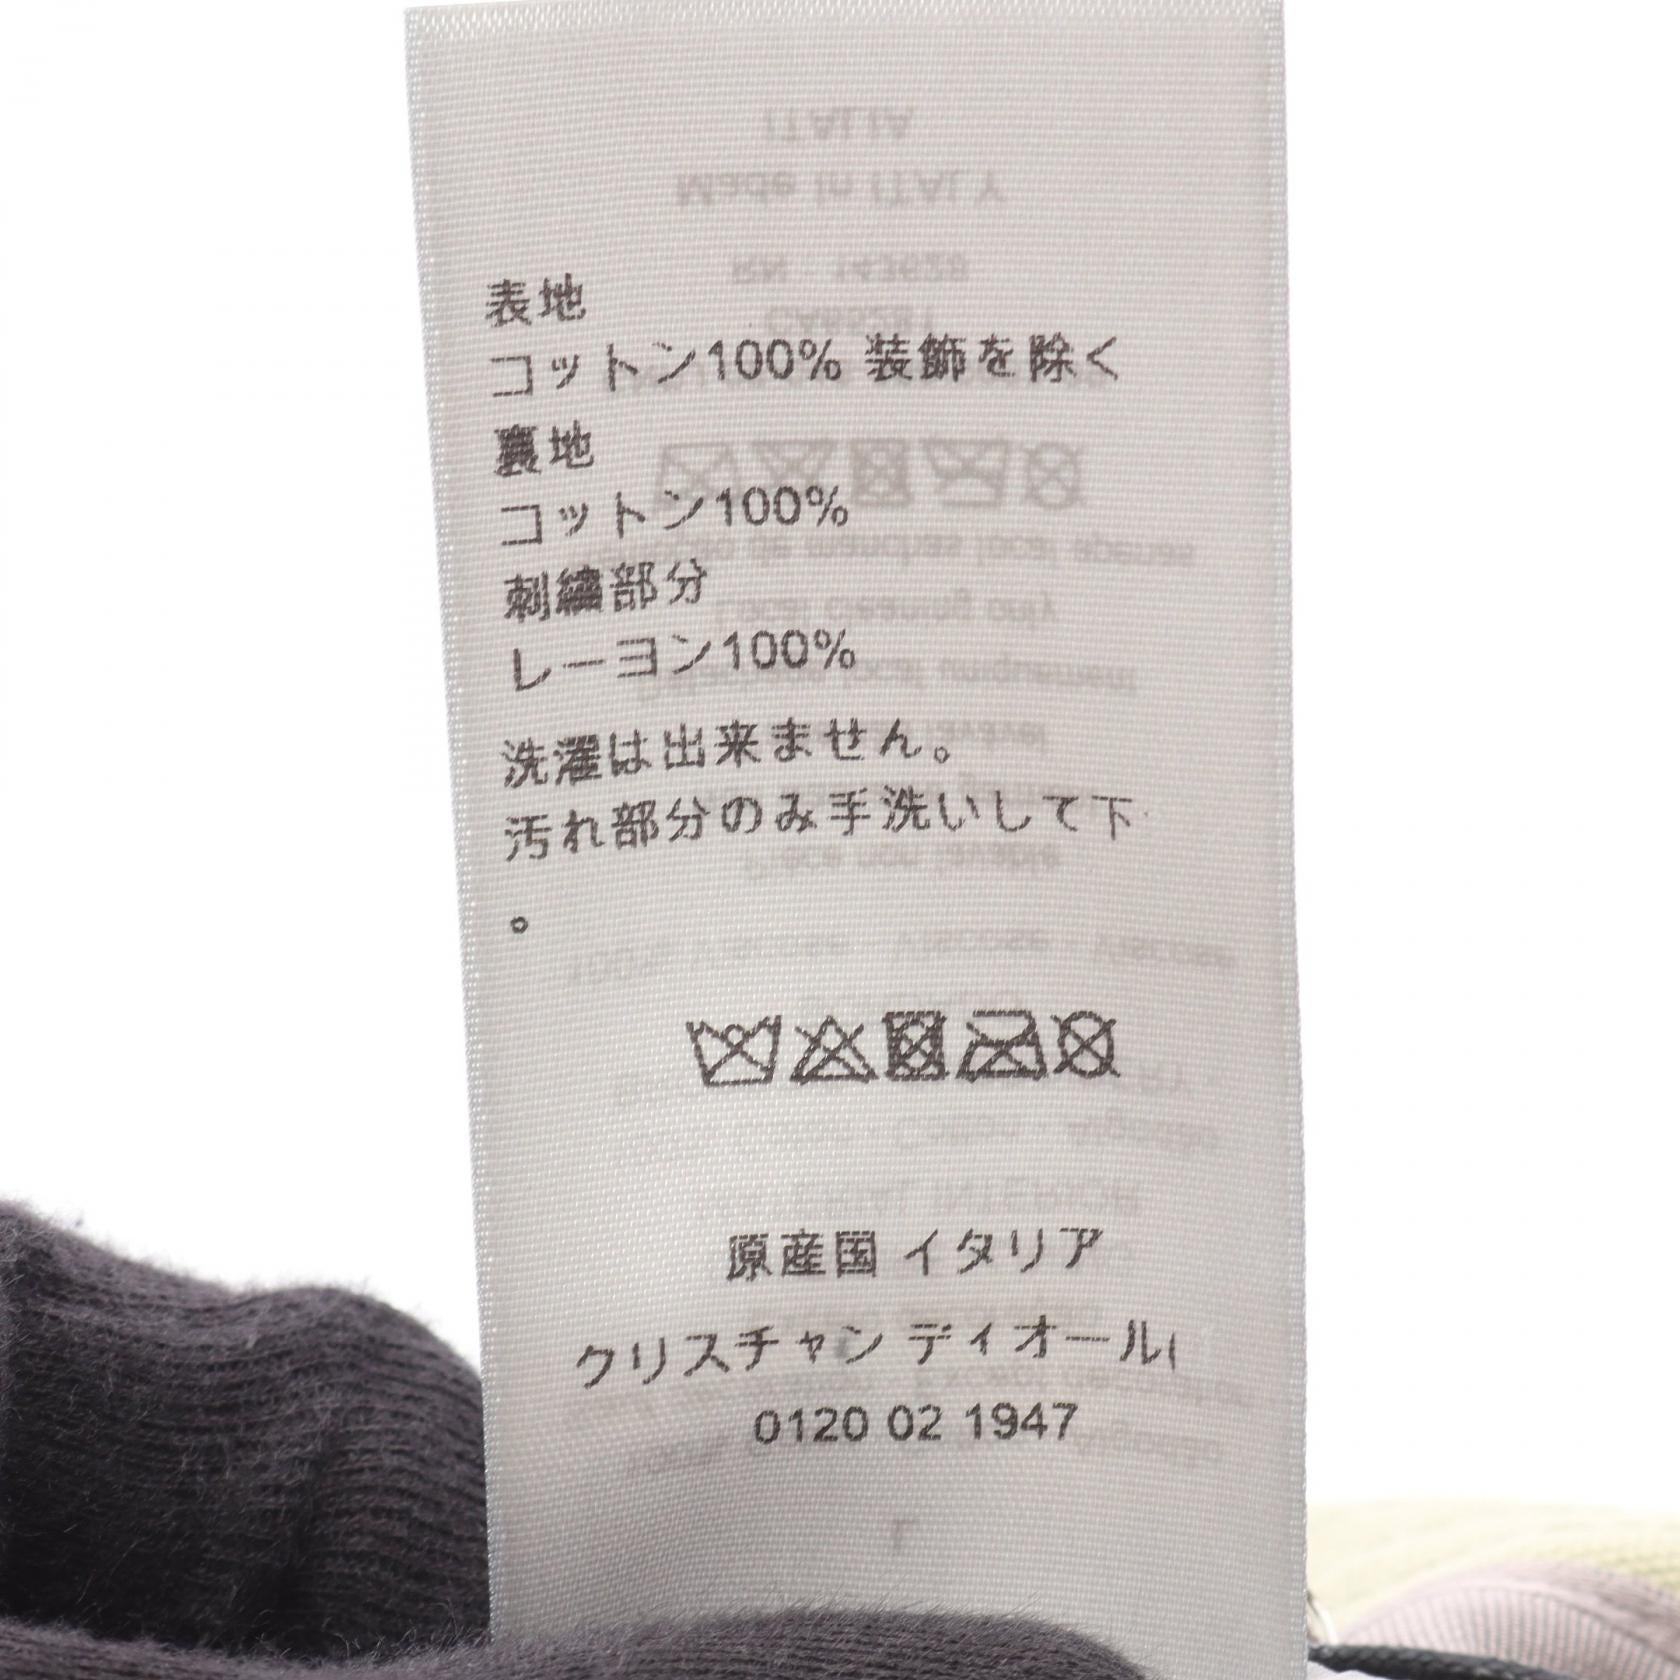 表地
コットン100% 装飾を除く
裏地
コットン100%
刺繍部分
レーヨン100%
洗濯は出来ません。
汚れ部分のみ手洗いして下
。
原産国 イタリア
クリスチャン ディオール(
0120 02 1947